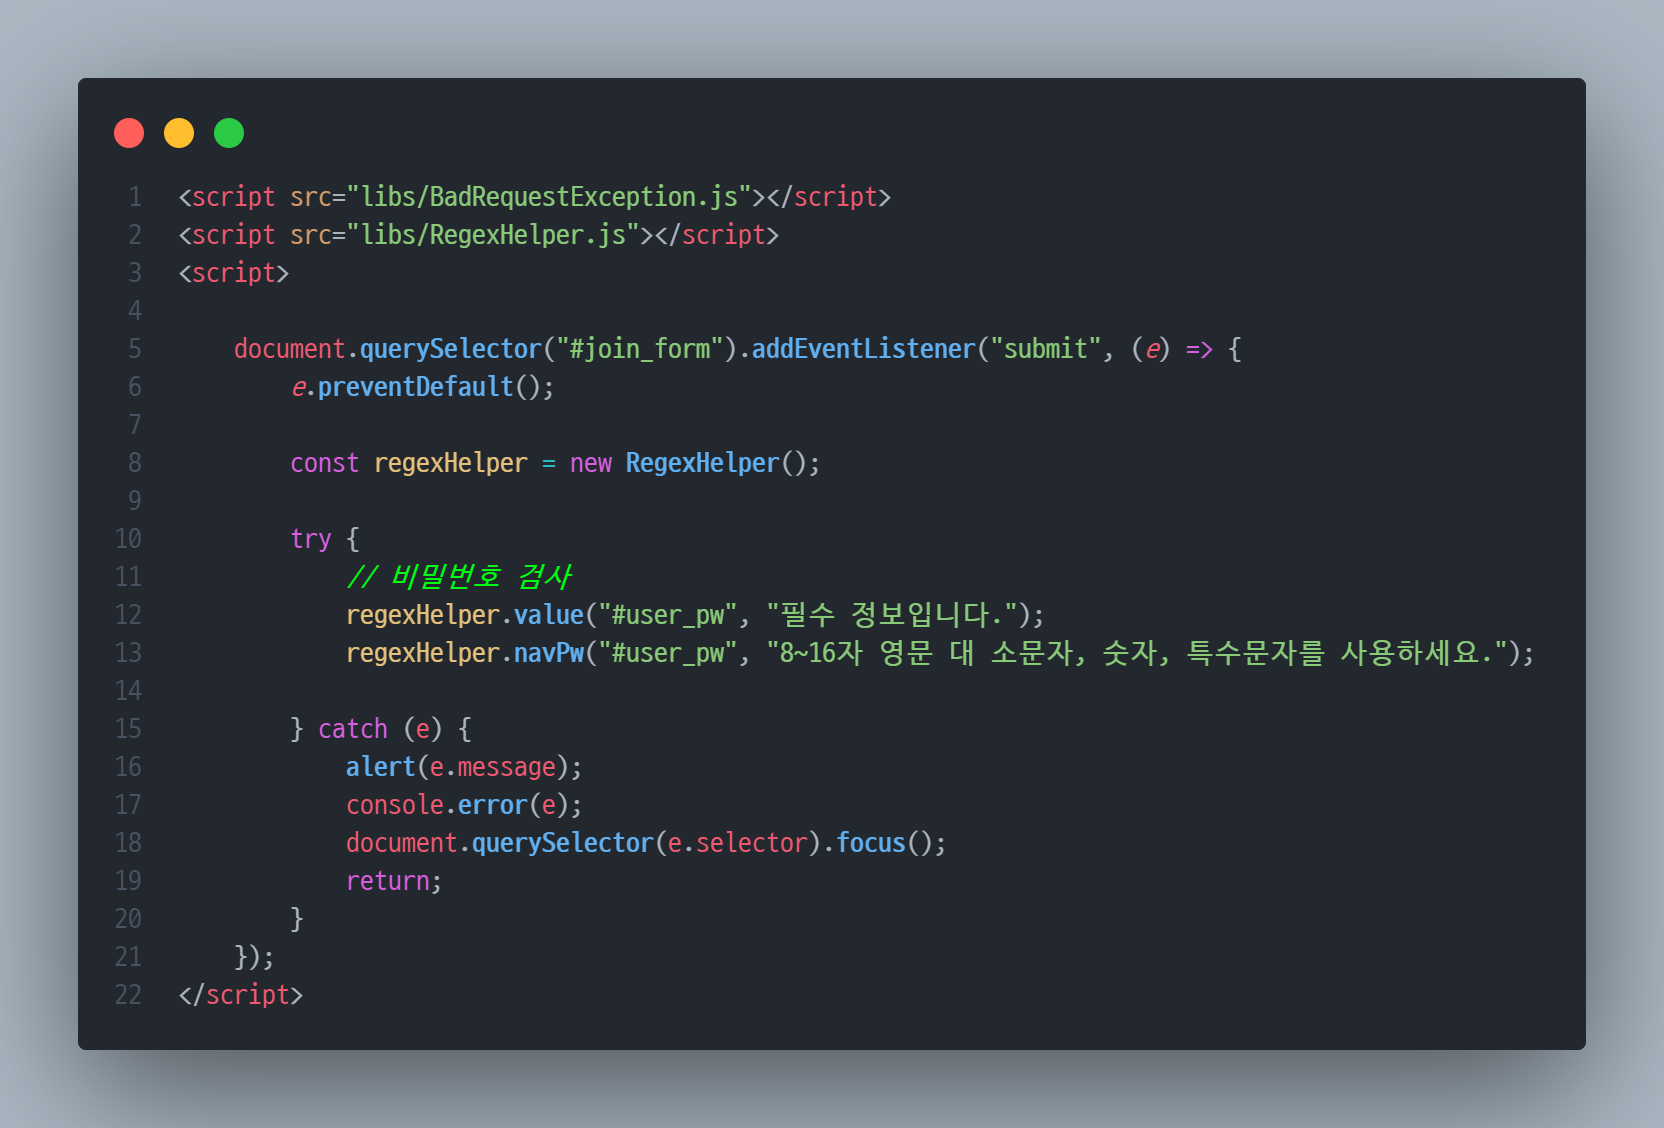 1 <script src="libs/BadRequestException.js"></script>
2 <script src="libs/RegexHelper.js"></script>
3 <script>
4
5     document.querySelector("#join_form").addEventListener("submit", (e) => {
6         e.preventDefault();
7
8         const regexHelper = new RegexHelper();
9
10         try {
11             // 비밀번호 검사
12             regexHelper.value("#user_pw", "필수 정보입니다.");
13             regexHelper.navPw("#user_pw", "8~16자 영문 대 소문자, 숫자, 특수문자를 사용하세요.");
14
15         } catch (e) {
16             alert(e.message);
17             console.error(e);
18             document.querySelector(e.selector).focus();
19             return;
20         }
21     });
22 </script>